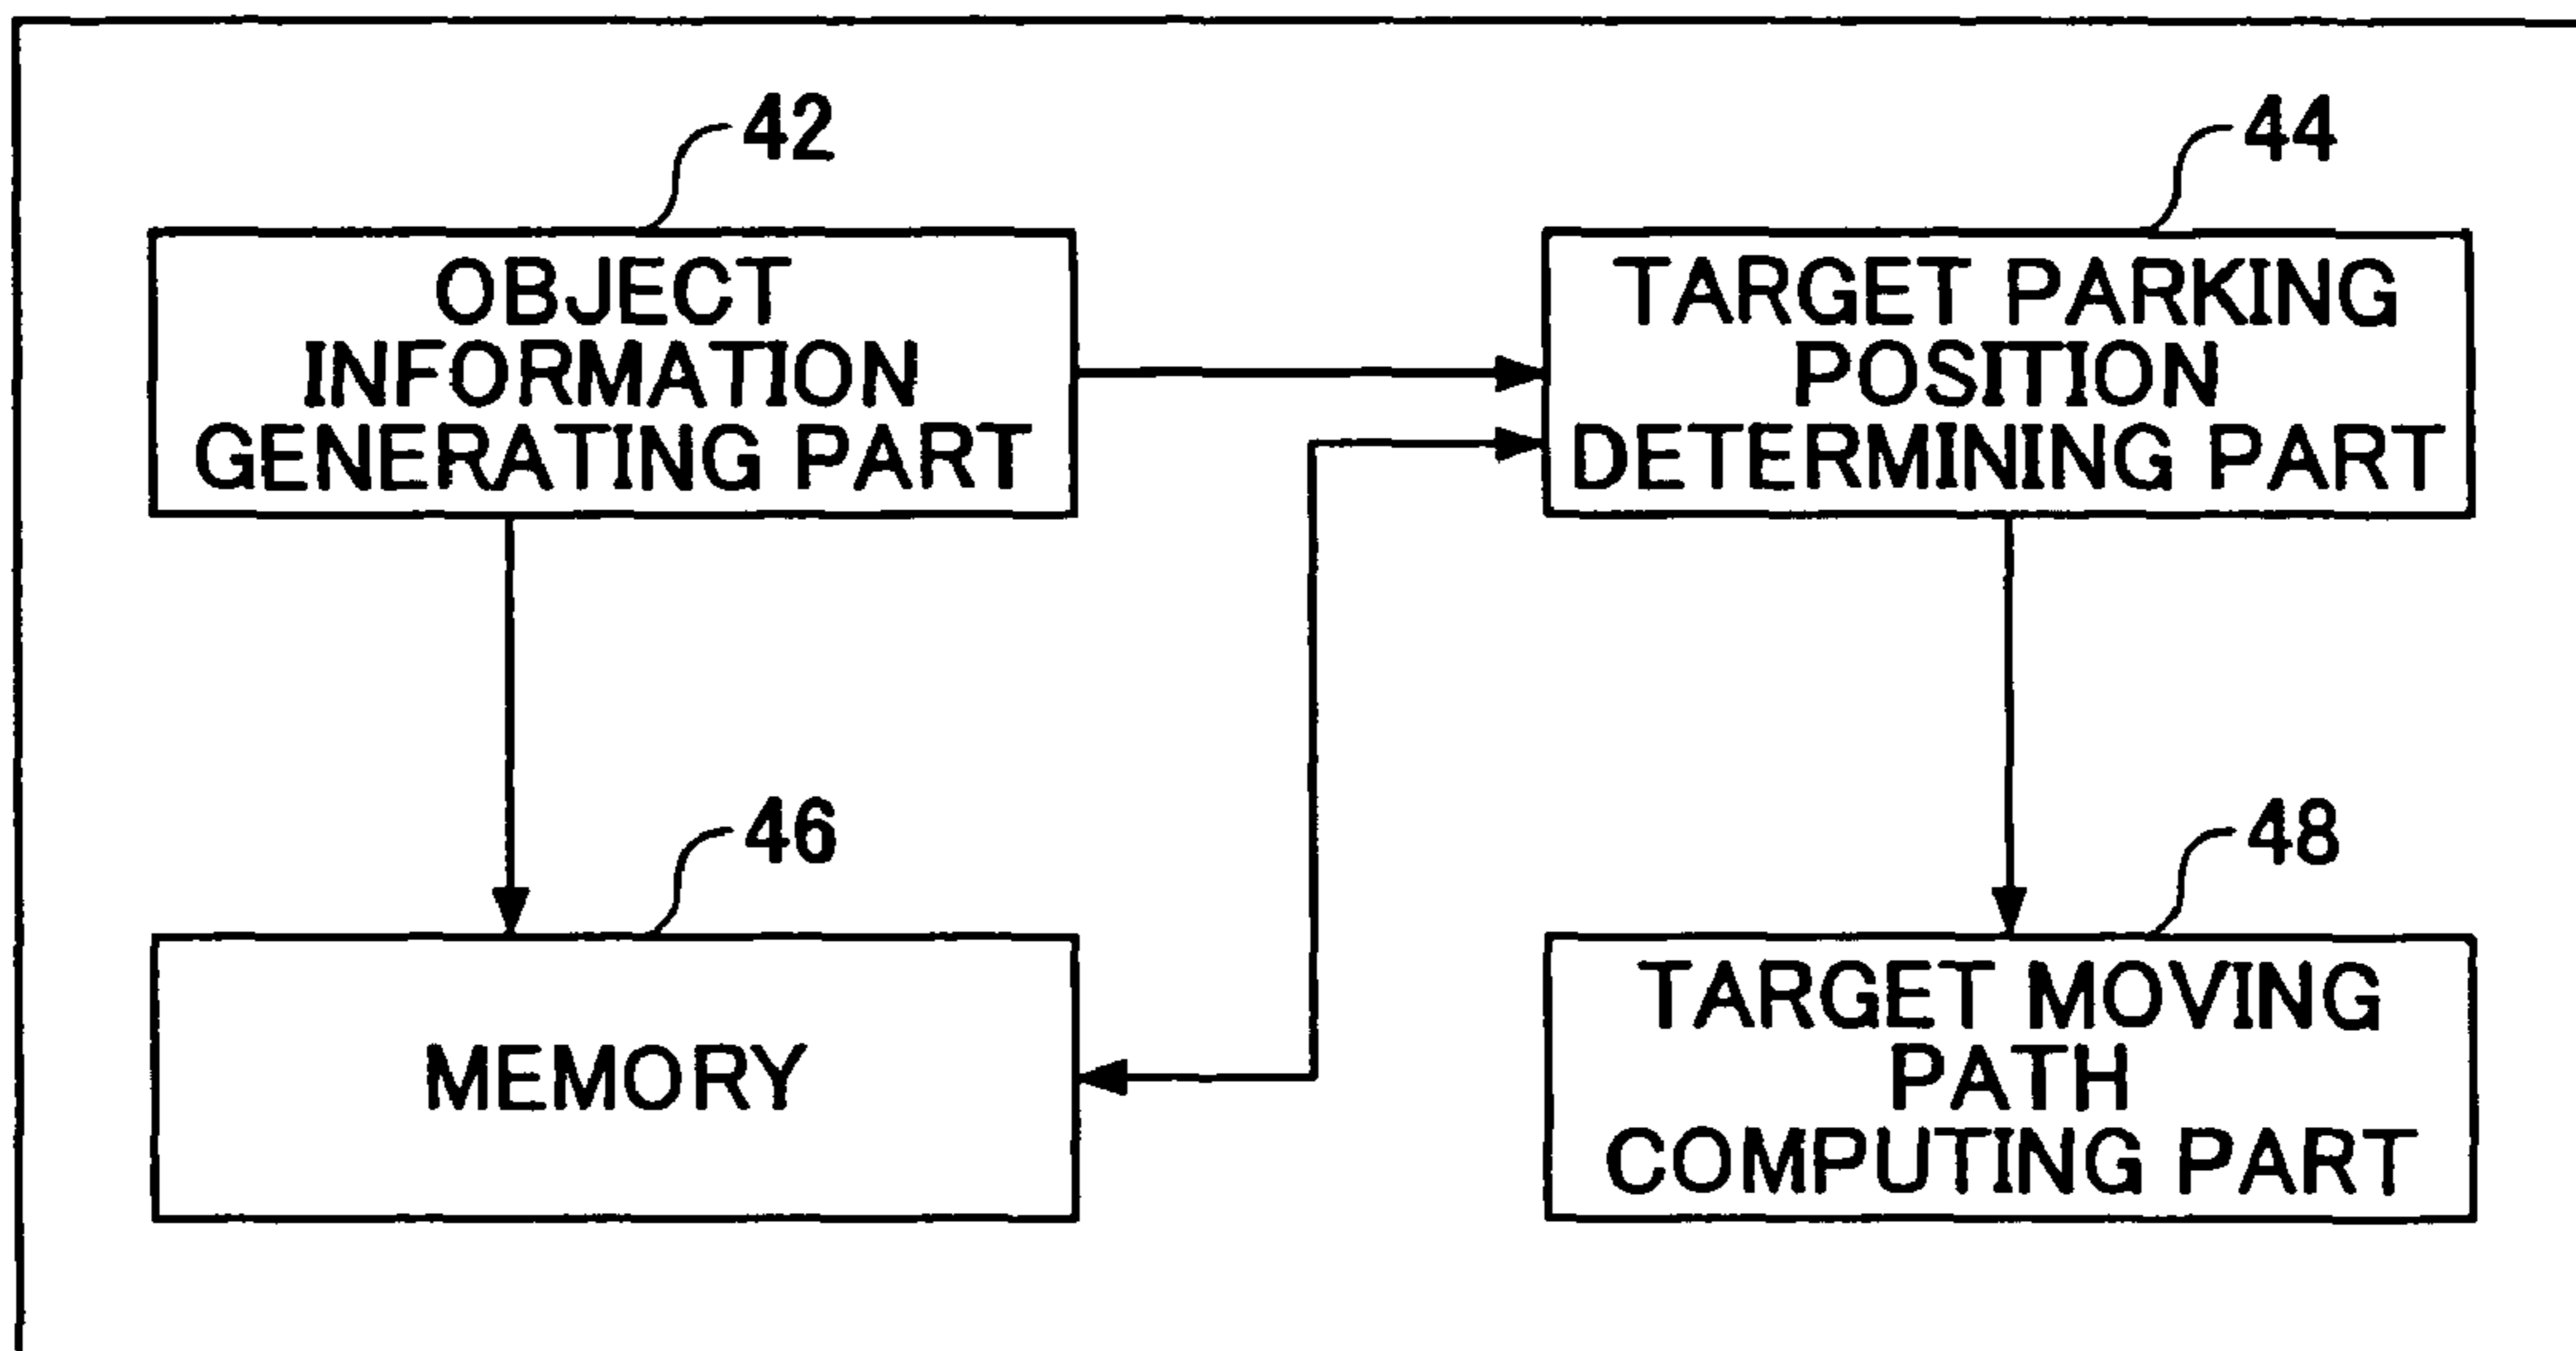 42
OBJECT
INFORMATION
GENERATING PART
44
TARGET PARKING
POSITION
DETERMINING PART
46
MEMORY
48
TARGET MOVING
PATH
COMPUTING PART